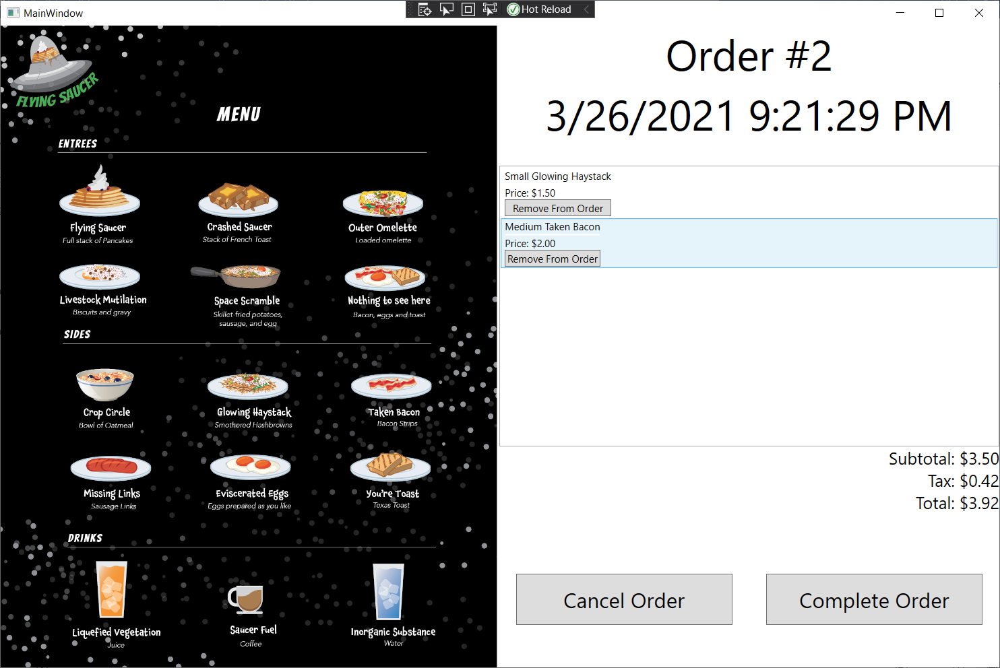 MainWindow
Hot Reload
FLYING SAUCER
MENU
ENTREES
Flying Saucer
Full stack of Pancakes
Crashed Saucer
Stack of French Toast
Outer Omelette
Loaded omelette
Livestock Mutilation
Biscuits and gravy
Space Scramble
Skillet fried potatoes,
sausage, and egg
Nothing to see here
Bacon, eggs and toast
SIDES
Crop Circle
Bowl of Oatmeal
Glowing Haystack
Smothered Hashbrowns
Taken Bacon
Bacon Strips
Missing Links
Sausage Links
Eviscerated Eggs
Eggs prepared as you like
You're Toast
Texas Toast
DRINKS
Liquefied Vegetation
Juice
Saucer Fuel
Coffee
Inorganic Substance
Water
Order #2
3/26/2021 9:21:29 PM
Small Glowing Haystack
Price: $1.50
Remove From Order
Medium Taken Bacon
Price: $2.00
Remove From Order
Subtotal: $3.50
Tax: $0.42
Total: $3.92
Cancel Order
Complete Order